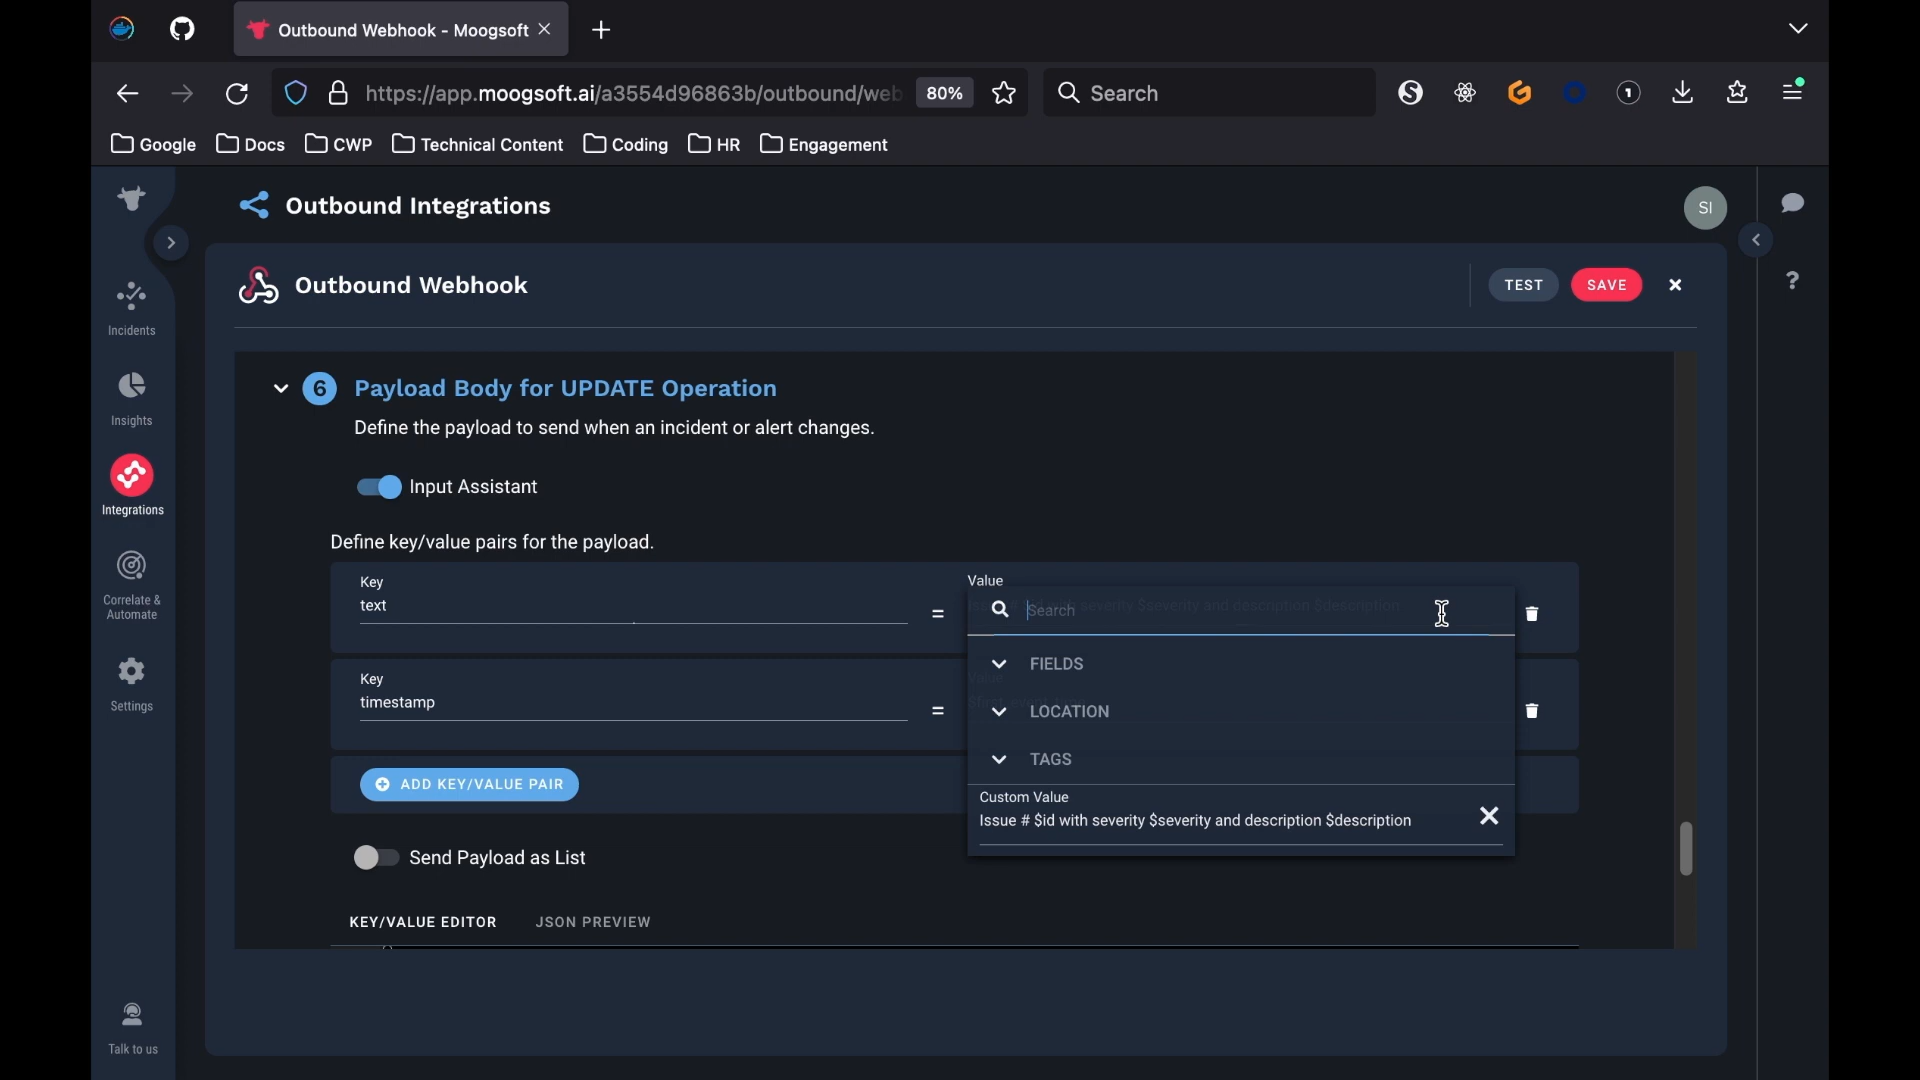 Outbound Webhook - Moogsoft
https://app.moogsoft.ai/a3554d96863b/outbound/web
80%
Search
Google
Docs
CWP
Technical Content
Coding
HR
Engagement
Outbound Integrations
SI
Outbound Webhook
TEST
SAVE
Incidents
Insights
Integrations
Correlate &
Automate
Settings
Talk to us
6
Payload Body for UPDATE Operation
Define the payload to send when an incident or alert changes.
Input Assistant
Define key/value pairs for the payload.
Key
text
=
Value
Search
Key
timestamp
=
FIELDS
LOCATION
TAGS
Custom Value
Issue # $id with severity $severity and description $description
ADD KEY/VALUE PAIR
Send Payload as List
KEY/VALUE EDITOR
JSON PREVIEW